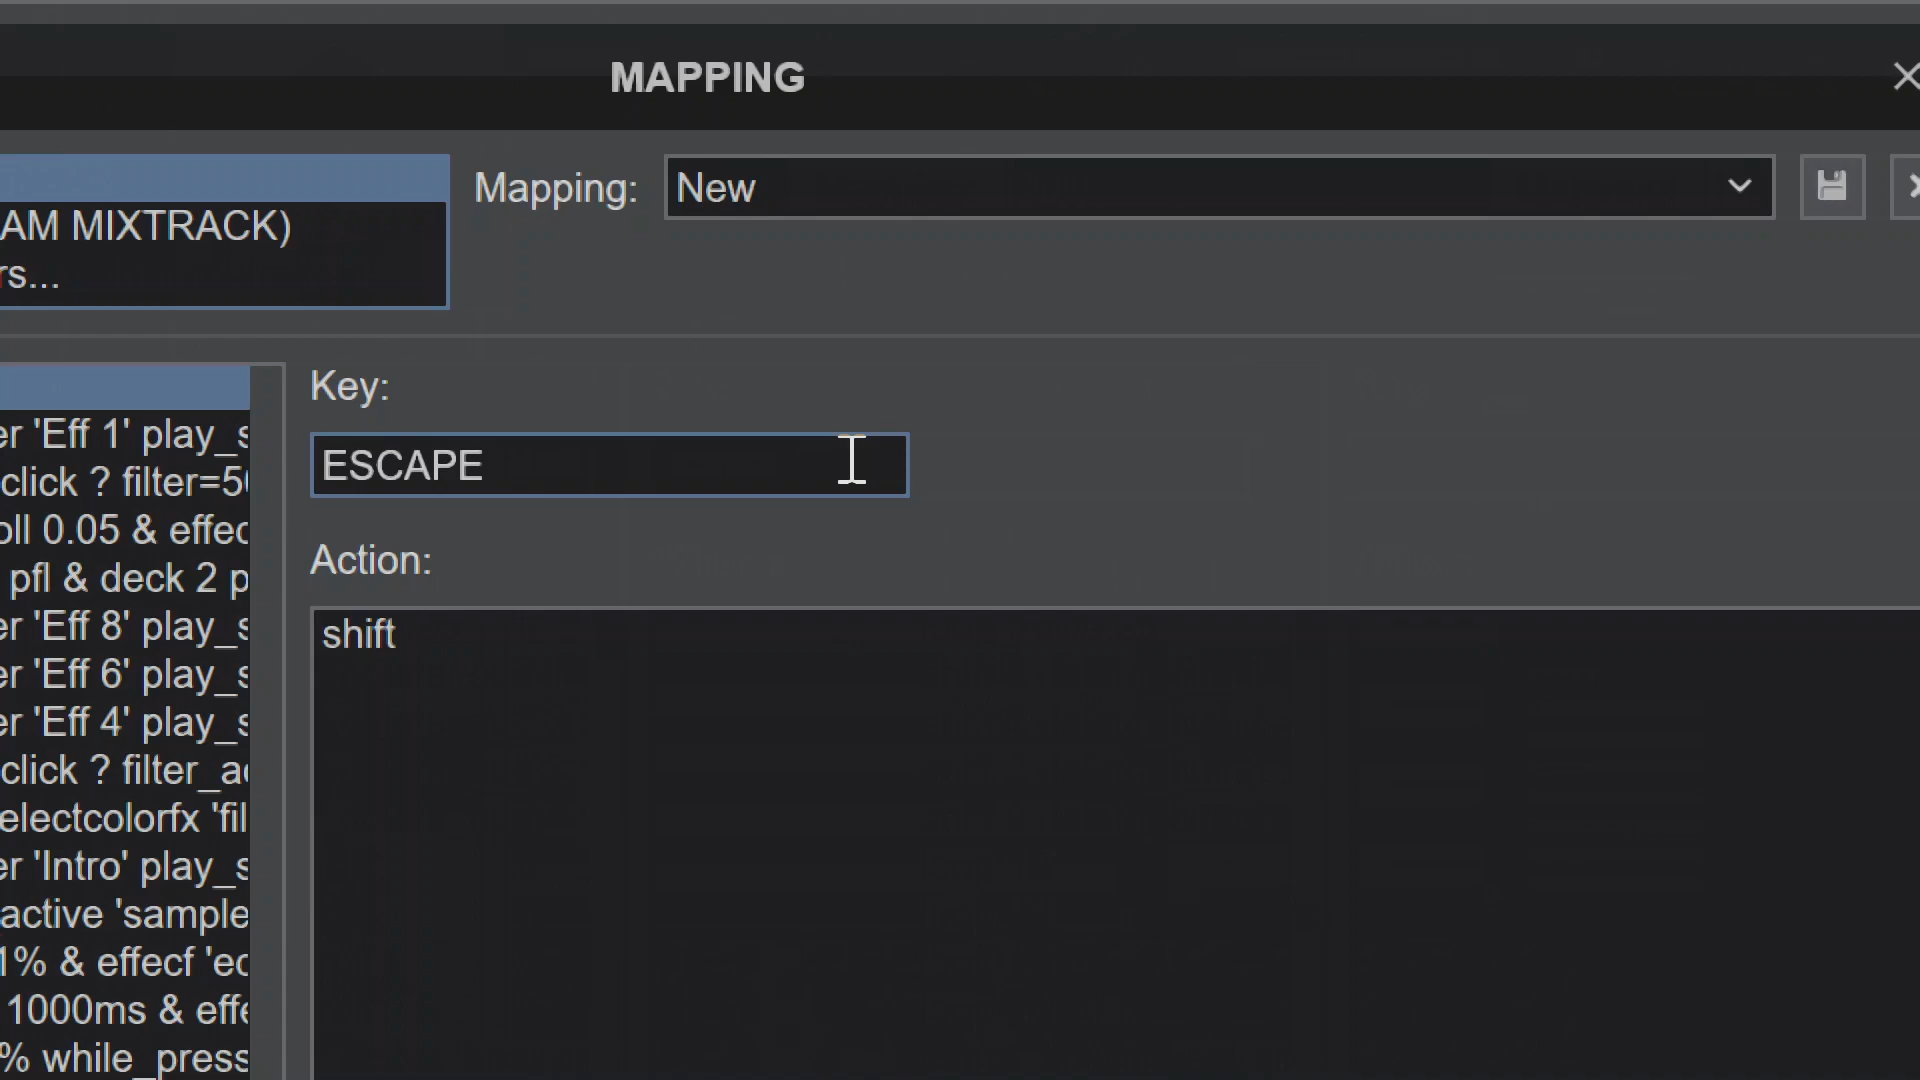 MAPPING
Mapping: New
AM MIXTRACK)
rs...
Key:
ESCAPE
Action:
shift
er 'Eff 1' play_s
click ? filter=50
oll 0.05 & effec
pfl & deck 2 p
er 'Eff 8' play_s
er 'Eff 6' play_s
er 'Eff 4' play_s
click ? filter_ac
electcolorfx 'fil
er 'Intro' play_s
active 'sample
1% & effecf 'ec
1000ms & effe
% while_press